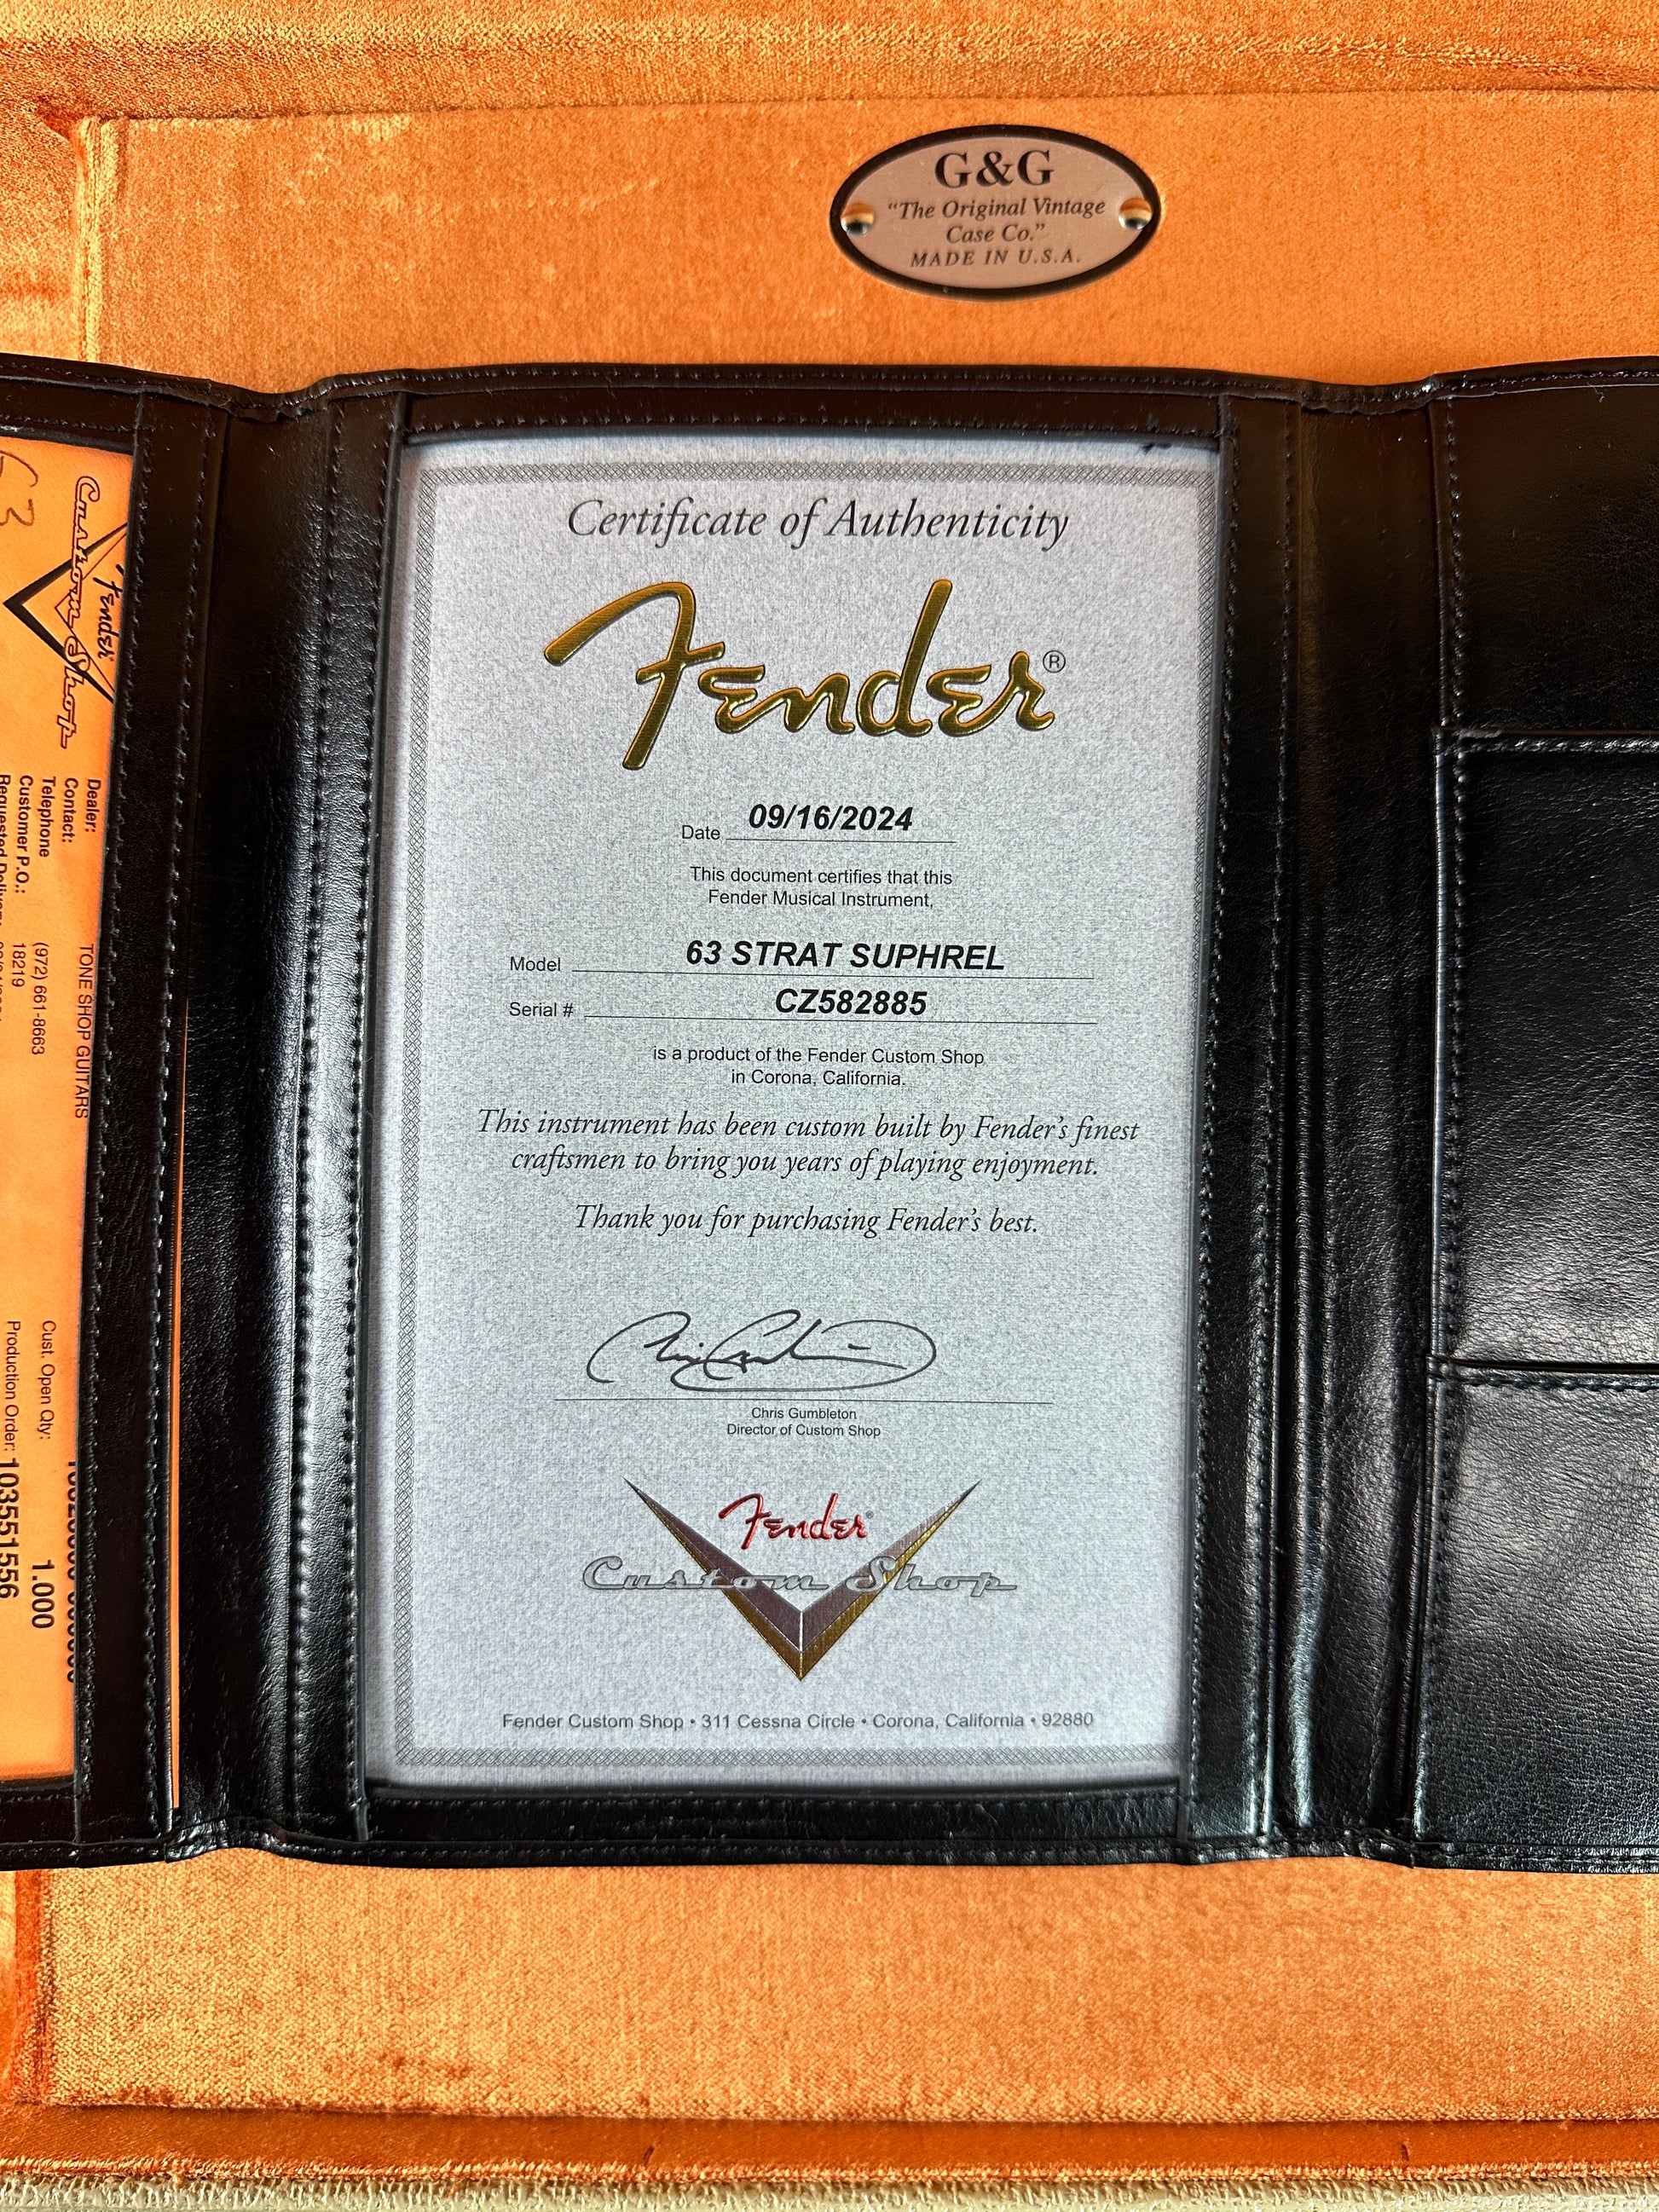 G&G
"The Original Vintage
Case Co."
MADE IN U.S.A.
63
Fender
Custom Shop
Dealer:
TONE SHOP GUITARS
Contact:
Telephone
(972) 661-8663
Cust. Open Qty:
1.000
Customer P.O.:
18219
Production Order: 103551556
Certificate of Authenticity
Fender®
Date 09/16/2024
This document certifies that this
Fender Musical Instrument,
Model 63 STRAT SUPHREL
Serial # CZ582885
is a product of the Fender Custom Shop
in Corona, California.
This instrument has been custom built by Fender's finest
craftsmen to bring you years of playing enjoyment.
Thank you for purchasing Fender's best.
Chris Gumbleton
Director of Custom Shop
Fender®
Custom Shop
Fender Custom Shop • 311 Cessna Circle • Corona, California • 92880